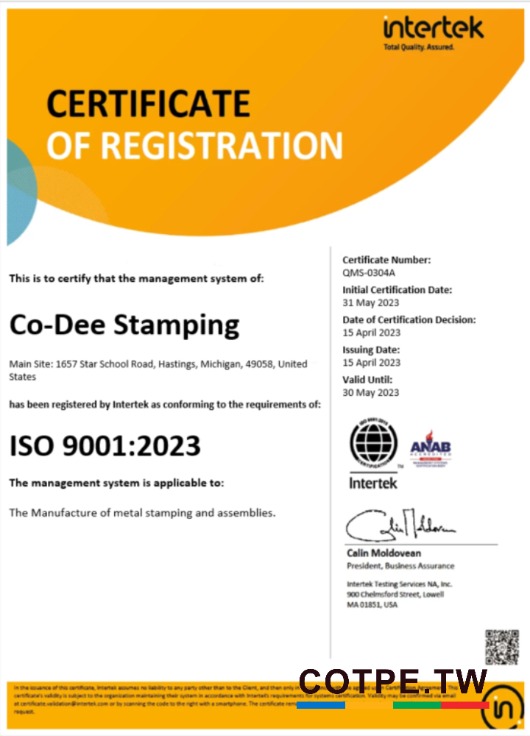 intertek
Total Quality. Assured.
CERTIFICATE
OF REGISTRATION
This is to certify that the management system of:
Co-Dee Stamping
Main Site: 1657 Star School Road, Hastings, Michigan, 49058, United
States
has been registered by Intertek as conforming to the requirements of:
ISO 9001:2023
The management system is applicable to:
The Manufacture of metal stamping and assemblies.
Certificate Number:
QMS-0304A
Initial Certification Date:
31 May 2023
Date of Certification Decision:
15 April 2023
Issuing Date:
15 April 2023
Valid Until:
30 May 2023
ANAB
ACCREDITED
TM
Intertek
Calin Moldovean
President, Business Assurance
Intertek Testing Services NA, Inc.
900 Chelmsford Street, Lowell
MA 01851, USA
COTPE.TW
In the issuance of this certificate, Intertek assumes no liability to any party other than to the Client, and then only in
certificate's validity is subject to the organization maintaining their system in accordance with Intertek's requirements for systems certification. Validity may be confirmed via email
at certificate.validation@intertek.com or by scanning the code to the right with a smartphone. The certificate
request.
in